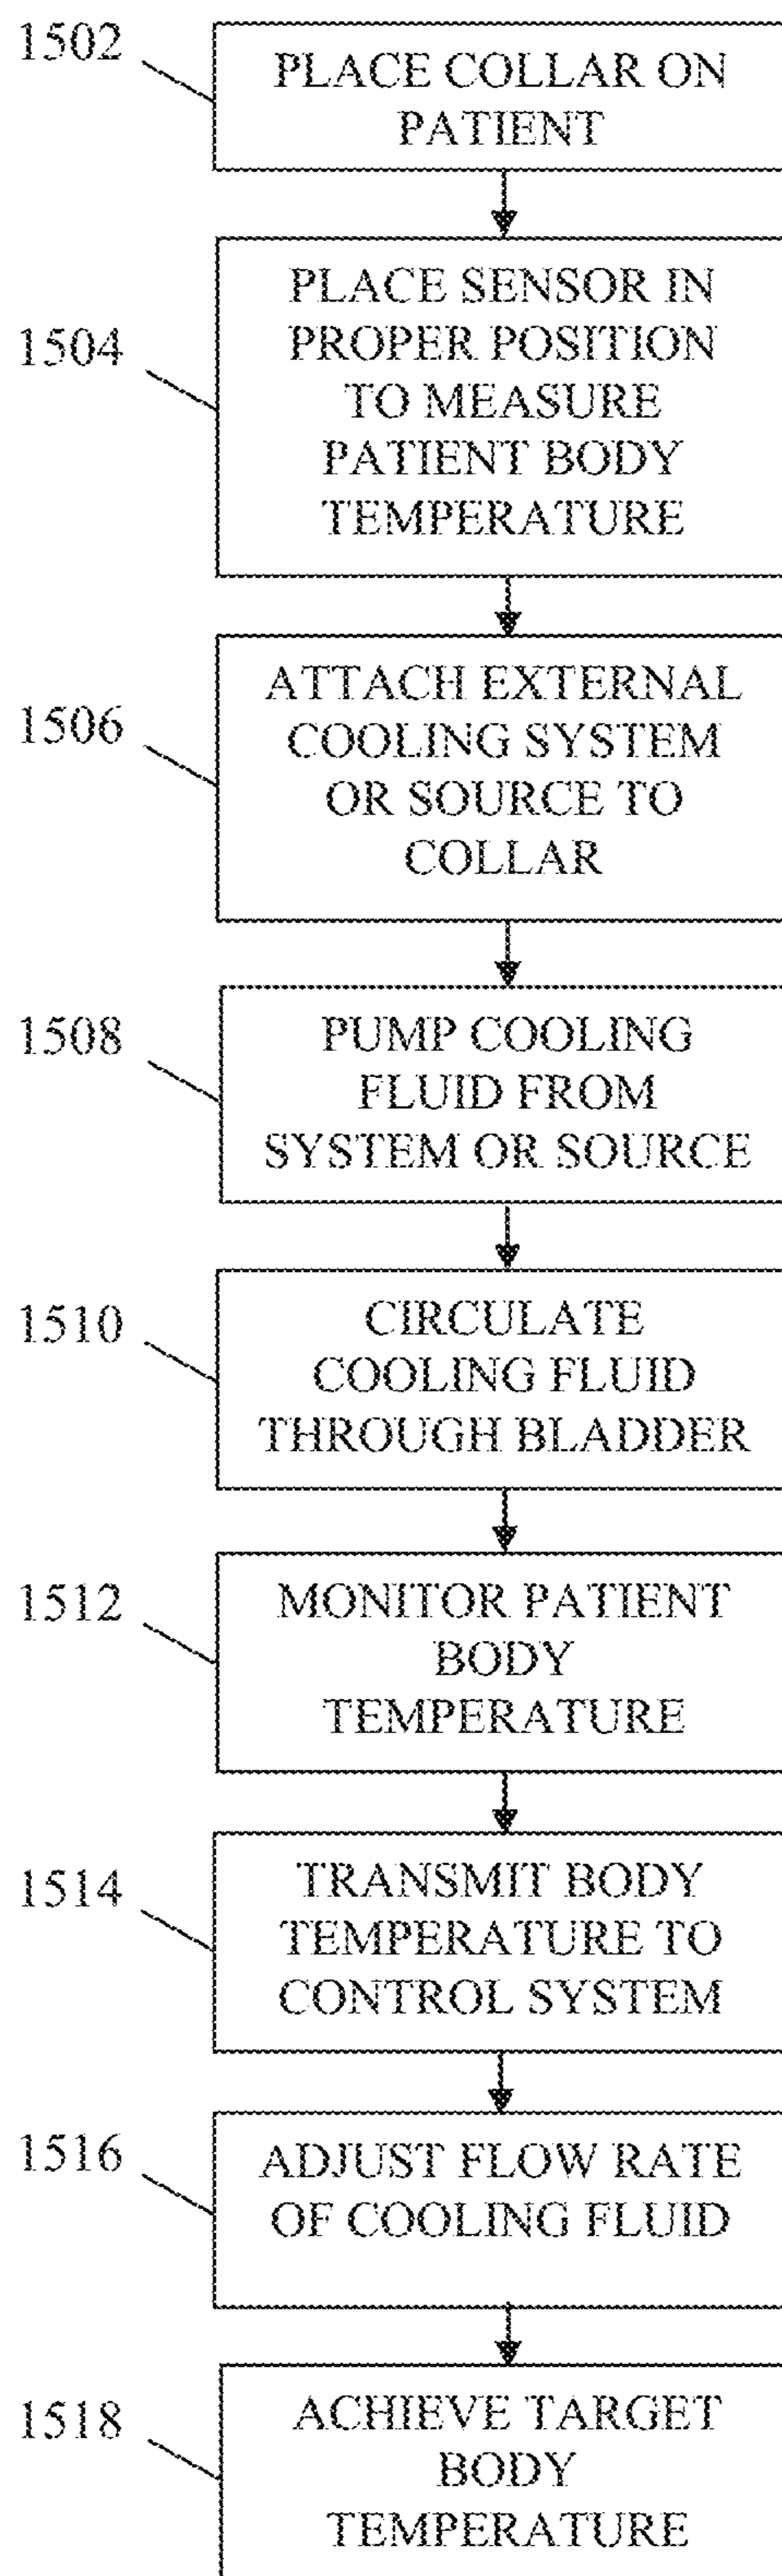 1502
PLACE COLLAR ON
PATIENT
1504
PLACE SENSOR IN
PROPER POSITION
TO MEASURE
PATIENT BODY
TEMPERATURE
1506
ATTACH EXTERNAL
COOLING SYSTEM
OR SOURCE TO
COLLAR
1508
PUMP COOLING
FLUID FROM
SYSTEM OR SOURCE
1510
CIRCULATE
COOLING FLUID
THROUGH BLADDER
1512
MONITOR PATIENT
BODY
TEMPERATURE
1514
TRANSMIT BODY
TEMPERATURE TO
CONTROL SYSTEM
1516
ADJUST FLOW RATE
OF COOLING FLUID
1518
ACHIEVE TARGET
BODY
TEMPERATURE